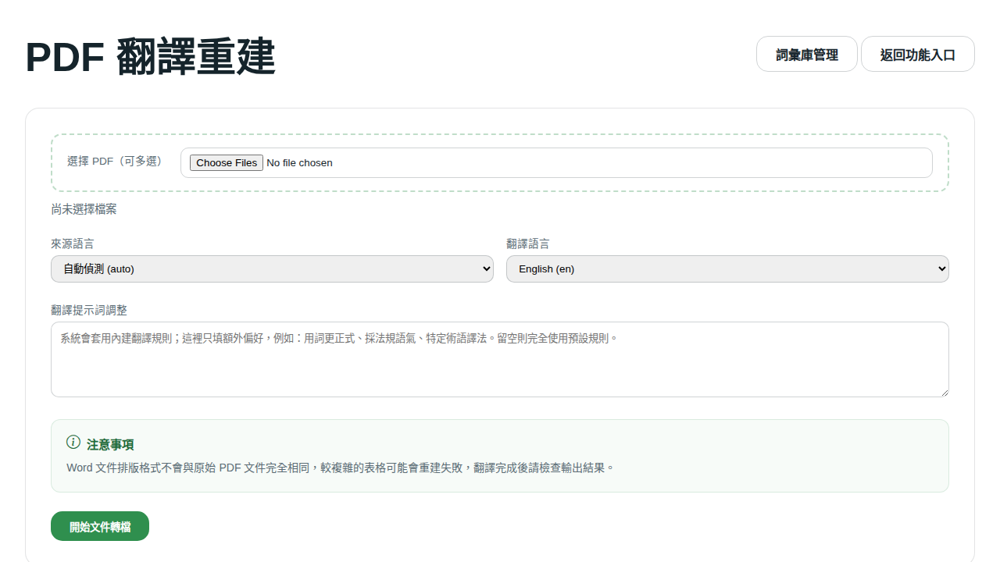 PDF 翻譯重建
詞彙庫管理
返回功能入口
選擇 PDF（可多選）
Choose Files No file chosen
尚未選擇檔案
來源語言
翻譯語言
自動偵測 (auto)
English (en)
翻譯提示詞調整
系統會套用內建翻譯規則；這裡只填額外偏好，例如：用詞更正式、採法規語氣、特定術語譯法。留空則完全使用預設規則。
注意事項
Word 文件排版格式不會與原始 PDF 文件完全相同，較複雜的表格可能會重建失敗，翻譯完成後請檢查輸出結果。
開始文件轉檔